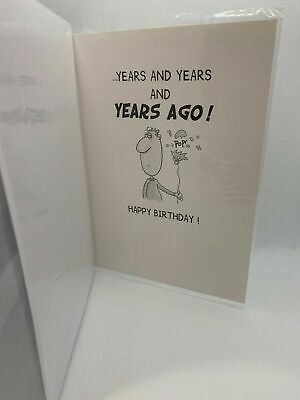 ..YEARS AND YEARS
AND
YEARS AGO!
POP!
HAPPY BIRTHDAY!